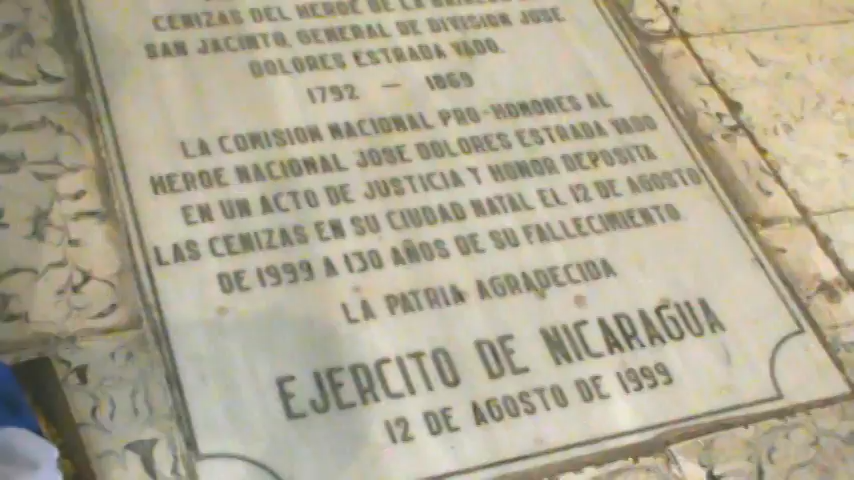 CENIZAS DEL HEROE DE LA BATALLA DE
SAN JACINTO, GENERAL DE DIVISION JOSE
DOLORES ESTRADA VADO.
1792 — 1869
LA COMISION NACIONAL PRO-HONORES AL
HEROE NACIONAL JOSE DOLORES ESTRADA VADO
EN UN ACTO DE JUSTICIA Y HONOR DEPOSITA
LAS CENIZAS EN SU CIUDAD NATAL EL 12 DE AGOSTO
DE 1999 A 130 AÑOS DE SU FALLECIMIENTO.
LA PATRIA AGRADECIDA
EJERCITO DE NICARAGUA
12 DE AGOSTO DE 1999